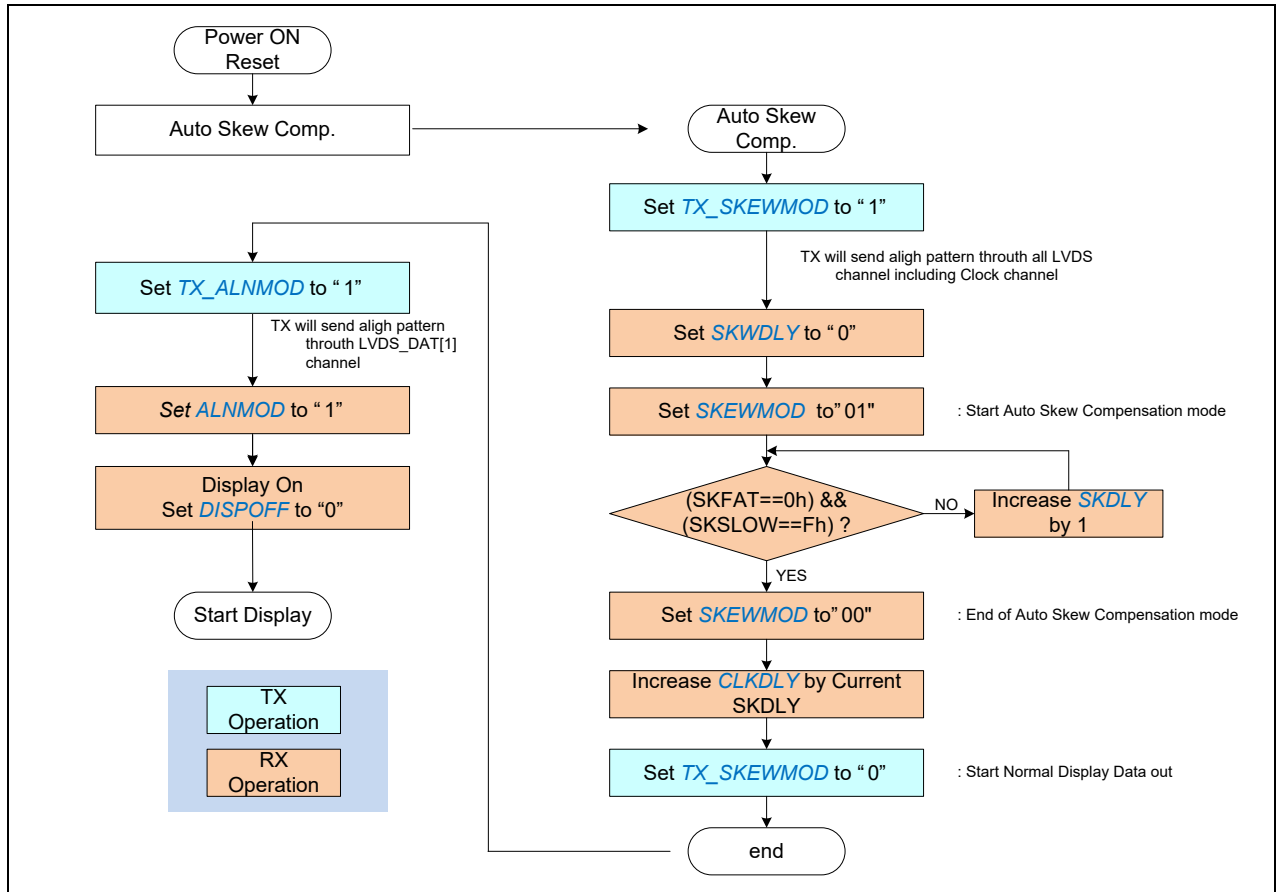 Power ON
Reset
Auto Skew Comp.
Set TX_ALNMOD to “ 1”
TX will send aligh pattern
throuth LVDS_DAT[1]
channel
Set ALNMOD to “ 1”
Display On
Set DISPOFF to “0”
Start Display
TX
Operation
RX
Operation
Auto Skew
Comp.
Set TX_SKEWMOD to “ 1”
TX will send aligh pattern throuth all LVDS
channel including Clock channel
Set SKWDLY to “ 0”
Set SKEWMOD to” 01"
: Start Auto Skew Compensation mode
(SKFAT==0h) &&
(SKSLOW==Fh) ?
NO
Increase SKDLY
by 1
YES
Set SKEWMOD to” 00"
: End of Auto Skew Compensation mode
Increase CLKDLY by Current
SKDLY
Set TX_SKEWMOD to “ 0”
: Start Normal Display Data out
end